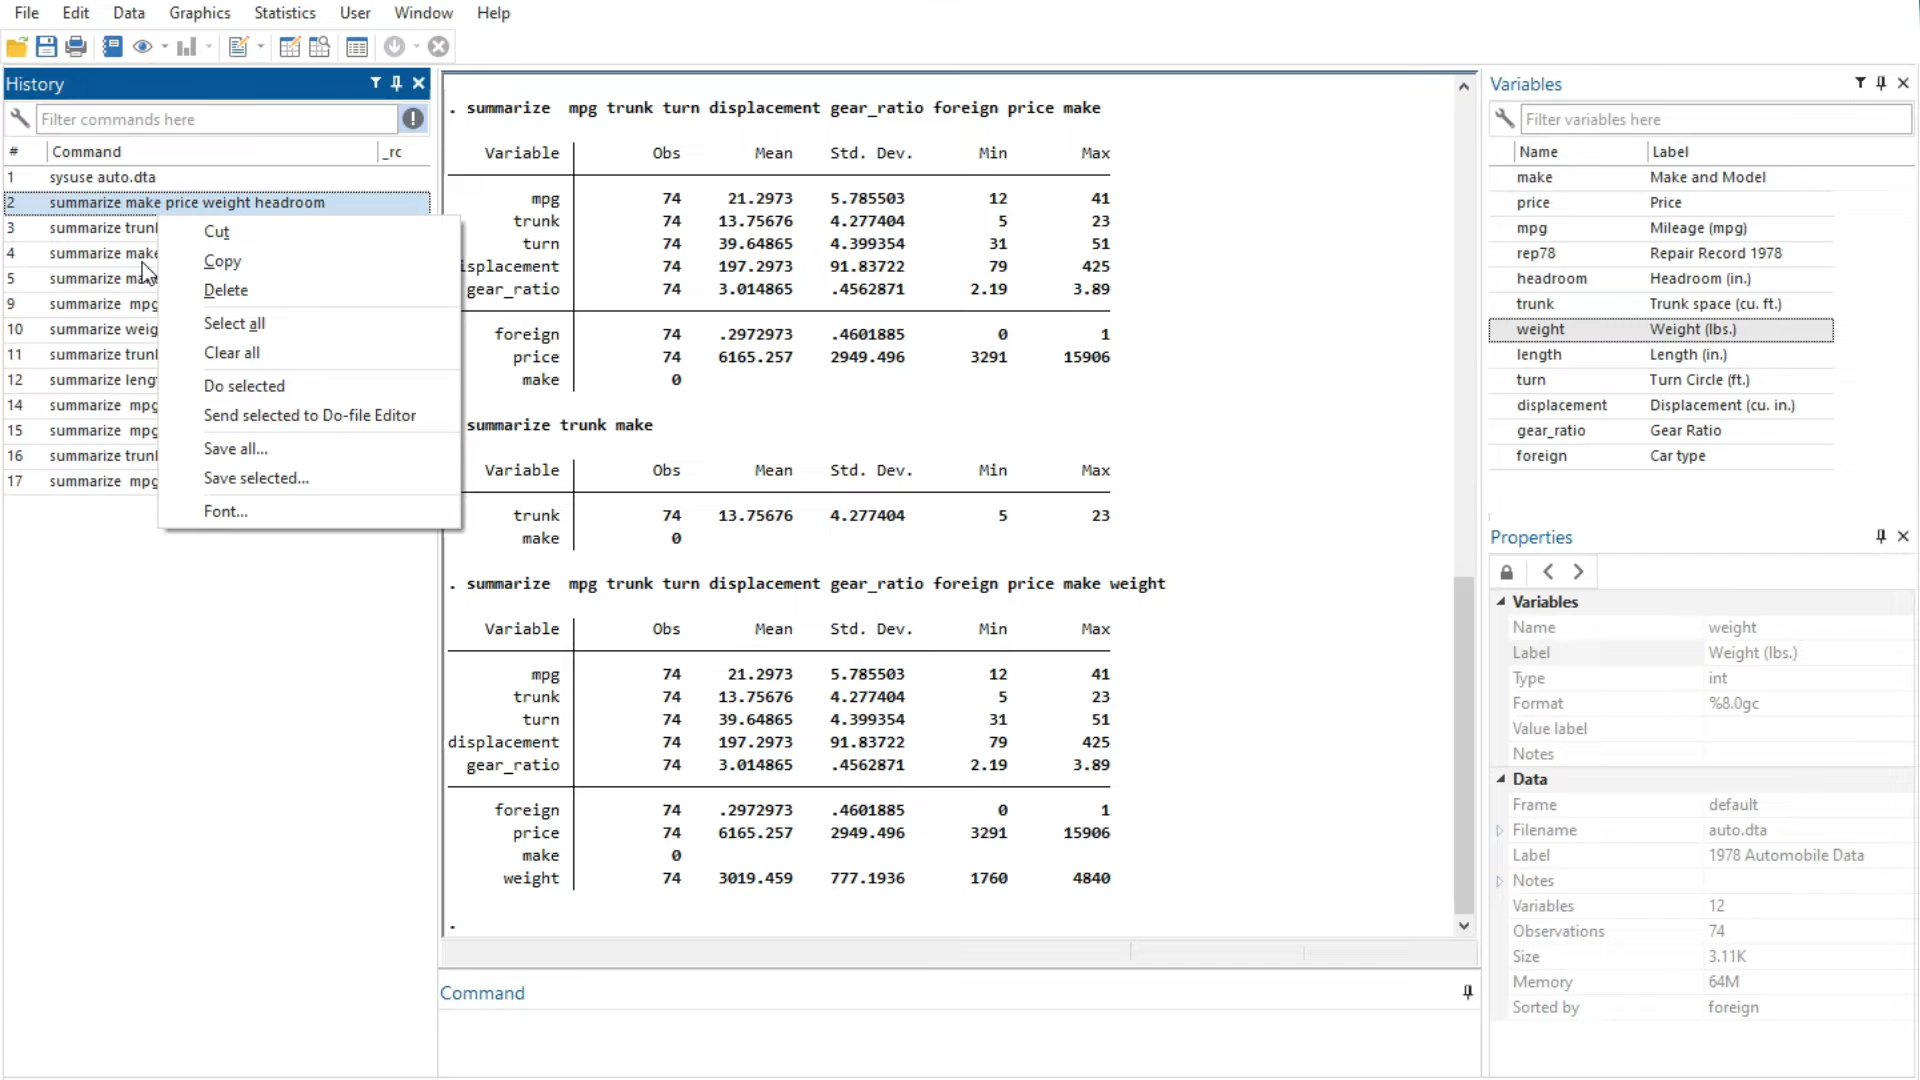 File Edit Data Graphics Statistics User Window Help
History
Filter commands here
# Command _rc
1 sysuse auto.dta
2 summarize make price weight headroom
3 summarize trunk
4 summarize make
5 summarize
9 summarize mpg
10 summarize
11 summarize trunk
12 summarize
14 summarize mpg
15 summarize mpg
16 summarize trunk
17 summarize mpg
Cut
Copy
Delete
Select all
Clear all
Do selected
Send selected to Do-file Editor
Save all...
Save selected...
Font...
. summarize mpg trunk turn displacement gear_ratio foreign price make
Variable Obs Mean Std. Dev. Min Max
mpg 74 21.2973 5.785503 12 41
trunk 74 13.75676 4.277404 5 23
turn 74 39.64865 4.399354 31 51
isplacement 74 197.2973 91.83722 79 425
gear_ratio 74 3.014865 .4562871 2.19 3.89
foreign 74 .2972973 .4601885 0 1
price 74 6165.257 2949.496 3291 15906
make 0
summarize trunk make
Variable Obs Mean Std. Dev. Min Max
trunk 74 13.75676 4.277404 5 23
make 0
. summarize mpg trunk turn displacement gear_ratio foreign price make weight
Variable Obs Mean Std. Dev. Min Max
mpg 74 21.2973 5.785503 12 41
trunk 74 13.75676 4.277404 5 23
turn 74 39.64865 4.399354 31 51
displacement 74 197.2973 91.83722 79 425
gear_ratio 74 3.014865 .4562871 2.19 3.89
foreign 74 .2972973 .4601885 0 1
price 74 6165.257 2949.496 3291 15906
make 0
weight 74 3019.459 777.1936 1760 4840
.
Command
Variables
Filter variables here
Name Label
make Make and Model
price Price
mpg Mileage (mpg)
rep78 Repair Record 1978
headroom Headroom (in.)
trunk Trunk space (cu. ft.)
weight Weight (lbs.)
length Length (in.)
turn Turn Circle (ft.)
displacement Displacement (cu. in.)
gear_ratio Gear Ratio
foreign Car type
Properties
Variables
Name weight
Label Weight (lbs.)
Type int
Format %8.0gc
Value label
Notes
Data
Frame default
Filename auto.dta
Label 1978 Automobile Data
Notes
Variables 12
Observations 74
Size 3.11K
Memory 64M
Sorted by foreign